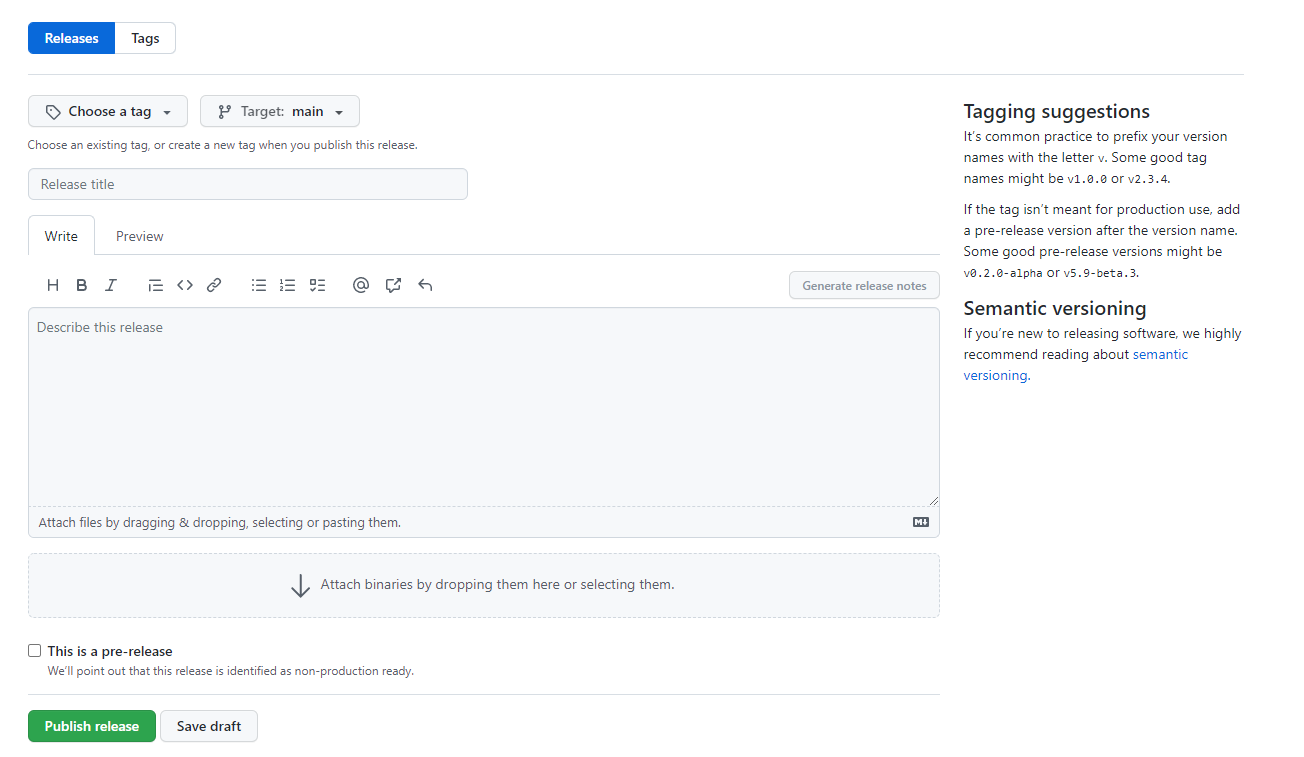 Releases Tags
Choose a tag Target: main
Choose an existing tag, or create a new tag when you publish this release.
Release title
Write Preview
H B I @ Generate release notes
Describe this release
Attach files by dragging & dropping, selecting or pasting them.
Attach binaries by dropping them here or selecting them.
This is a pre-release
We'll point out that this release is identified as non-production ready.
Publish release Save draft
Tagging suggestions
It's common practice to prefix your version
names with the letter v. Some good tag
names might be v1.0.0 or v2.3.4.
If the tag isn't meant for production use, add
a pre-release version after the version name.
Some good pre-release versions might be
v0.2.0-alpha or v5.9-beta.3.
Semantic versioning
If you're new to releasing software, we highly
recommend reading about semantic
versioning.